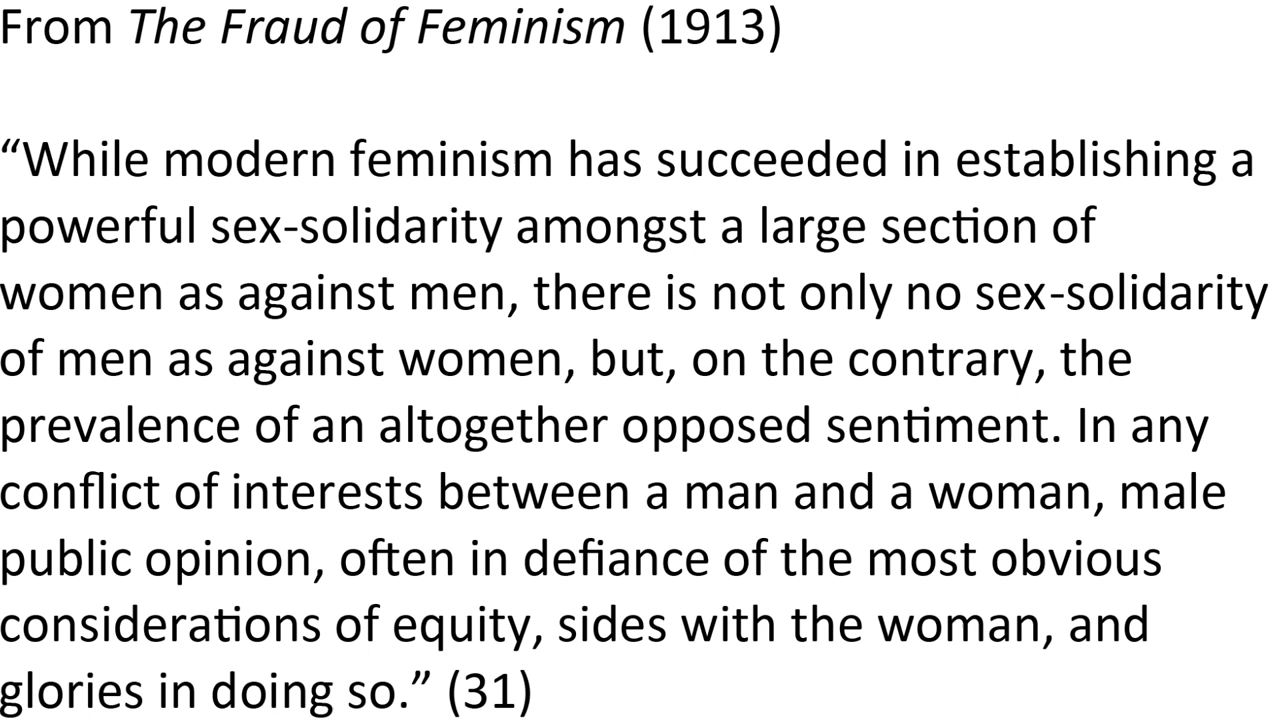 From The Fraud of Feminism (1913)
“While modern feminism has succeeded in establishing a
powerful sex-solidarity amongst a large section of
women as against men, there is not only no sex-solidarity
of men as against women, but, on the contrary, the
prevalence of an altogether opposed sentiment. In any
conflict of interests between a man and a woman, male
public opinion, often in defiance of the most obvious
considerations of equity, sides with the woman, and
glories in doing so.” (31)